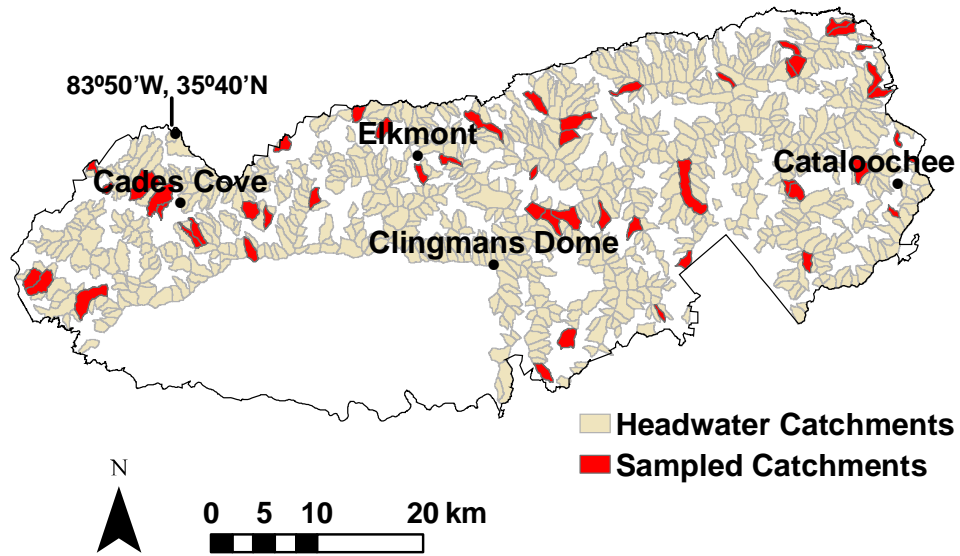 83º50’W, 35º40’N
Elkmont
Cataloochee
Cades Cove
Clingmans Dome
Headwater Catchments
Sampled Catchments
N
0 5 10 20 km